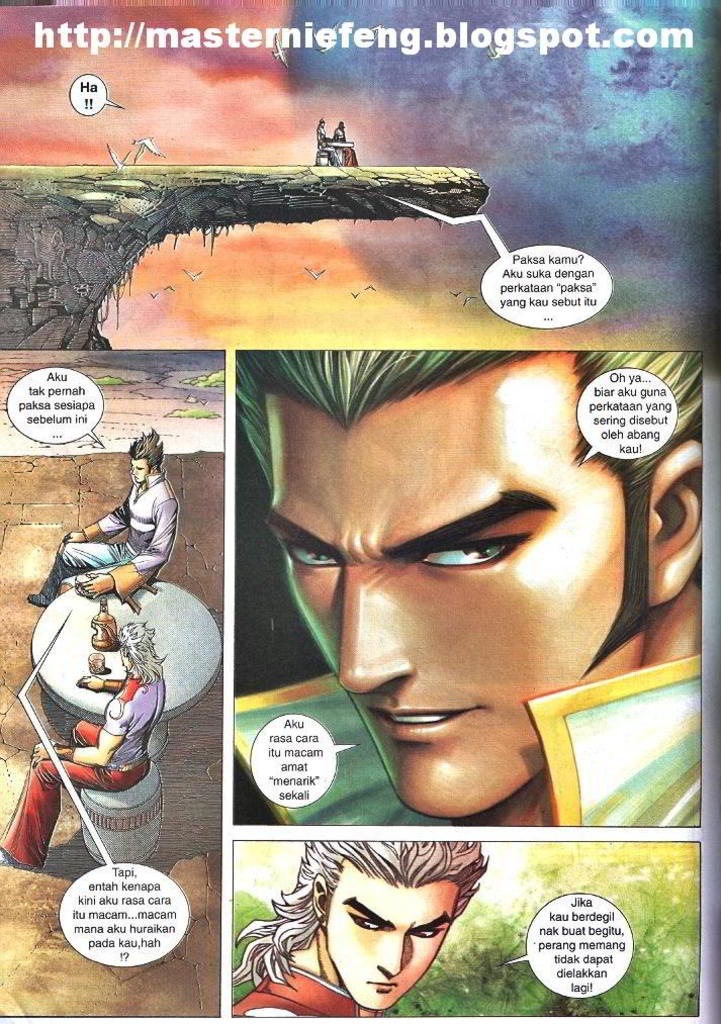 http://masterniefeng.blogspot.com
Ha
!!
Paksa kamu?
Aku suka dengan
perkataan "paksa"
yang kau sebut itu
...
Aku
tak pernah
paksa sesiapa
sebelum ini
...
Tapi,
entah kenapa
kini aku rasa cara
itu macam...macam
mana aku huraikan
pada kau,hah
!?
Oh ya...
biar aku guna
perkataan yang
sering disebut
oleh abang
kau!
Aku
rasa cara
itu macam
amat
"menarik"
sekali
Jika
kau berdegil
nak buat begitu,
perang memang
tidak dapat
dielakkan
lagi!